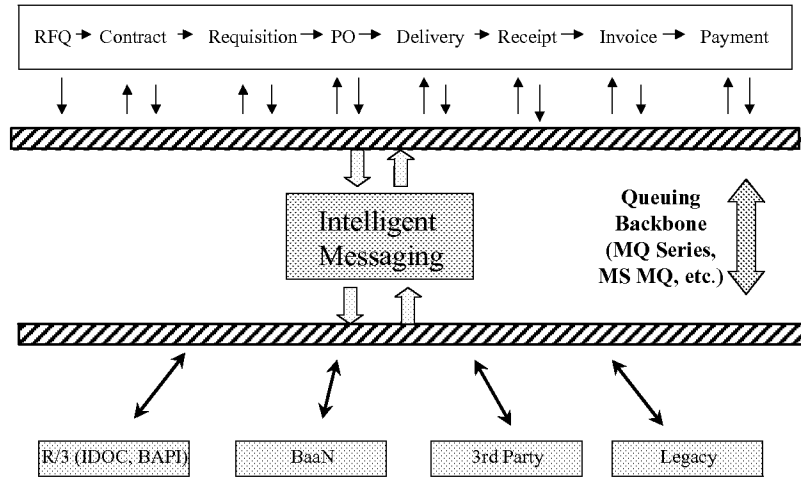 RFQ Contract Requisition PO Delivery Receipt Invoice Payment
Intelligent
Messaging
Queuing
Backbone
(MQ Series,
MS MQ, etc.)
R/3 (IDOC, BAPI) BaaN 3rd Party Legacy